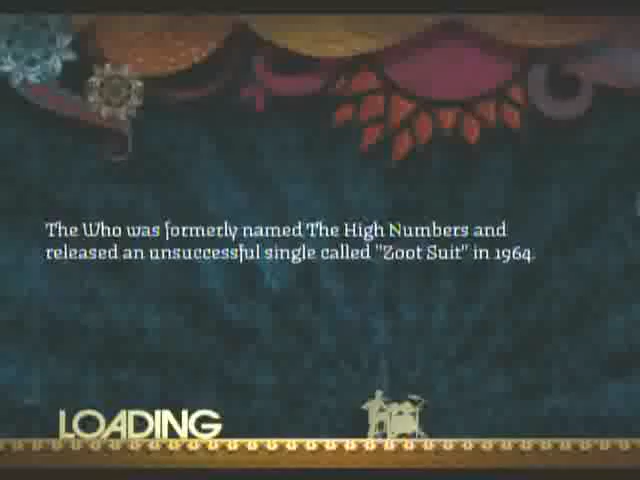 The Who was formerly named The High Numbers and
released an unsuccessful single called "Zoot Suit" in 1964.
LOADING